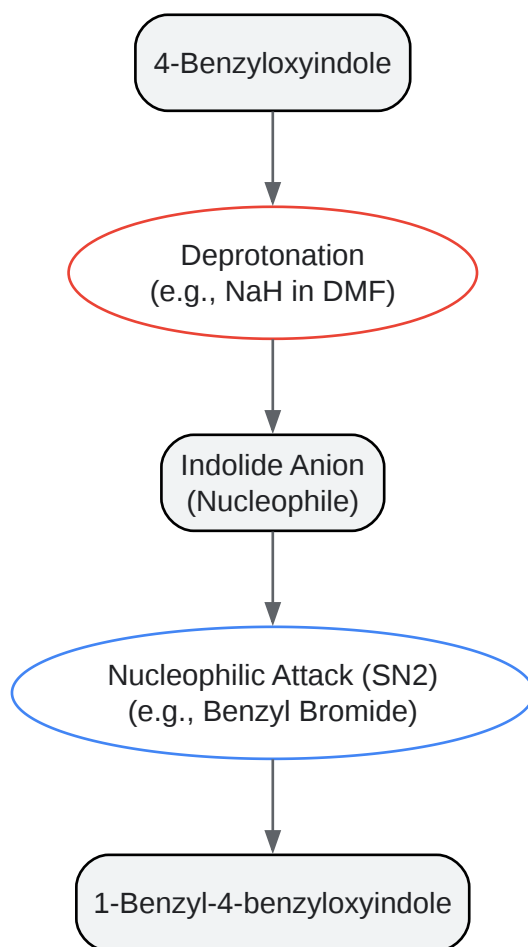 4-Benzyloxyindole
Deprotonation
(e.g., NaH in DMF)
Indolide Anion
(Nucleophile)
Nucleophilic Attack (SN2)
(e.g., Benzyl Bromide)
1-Benzyl-4-benzyloxyindole